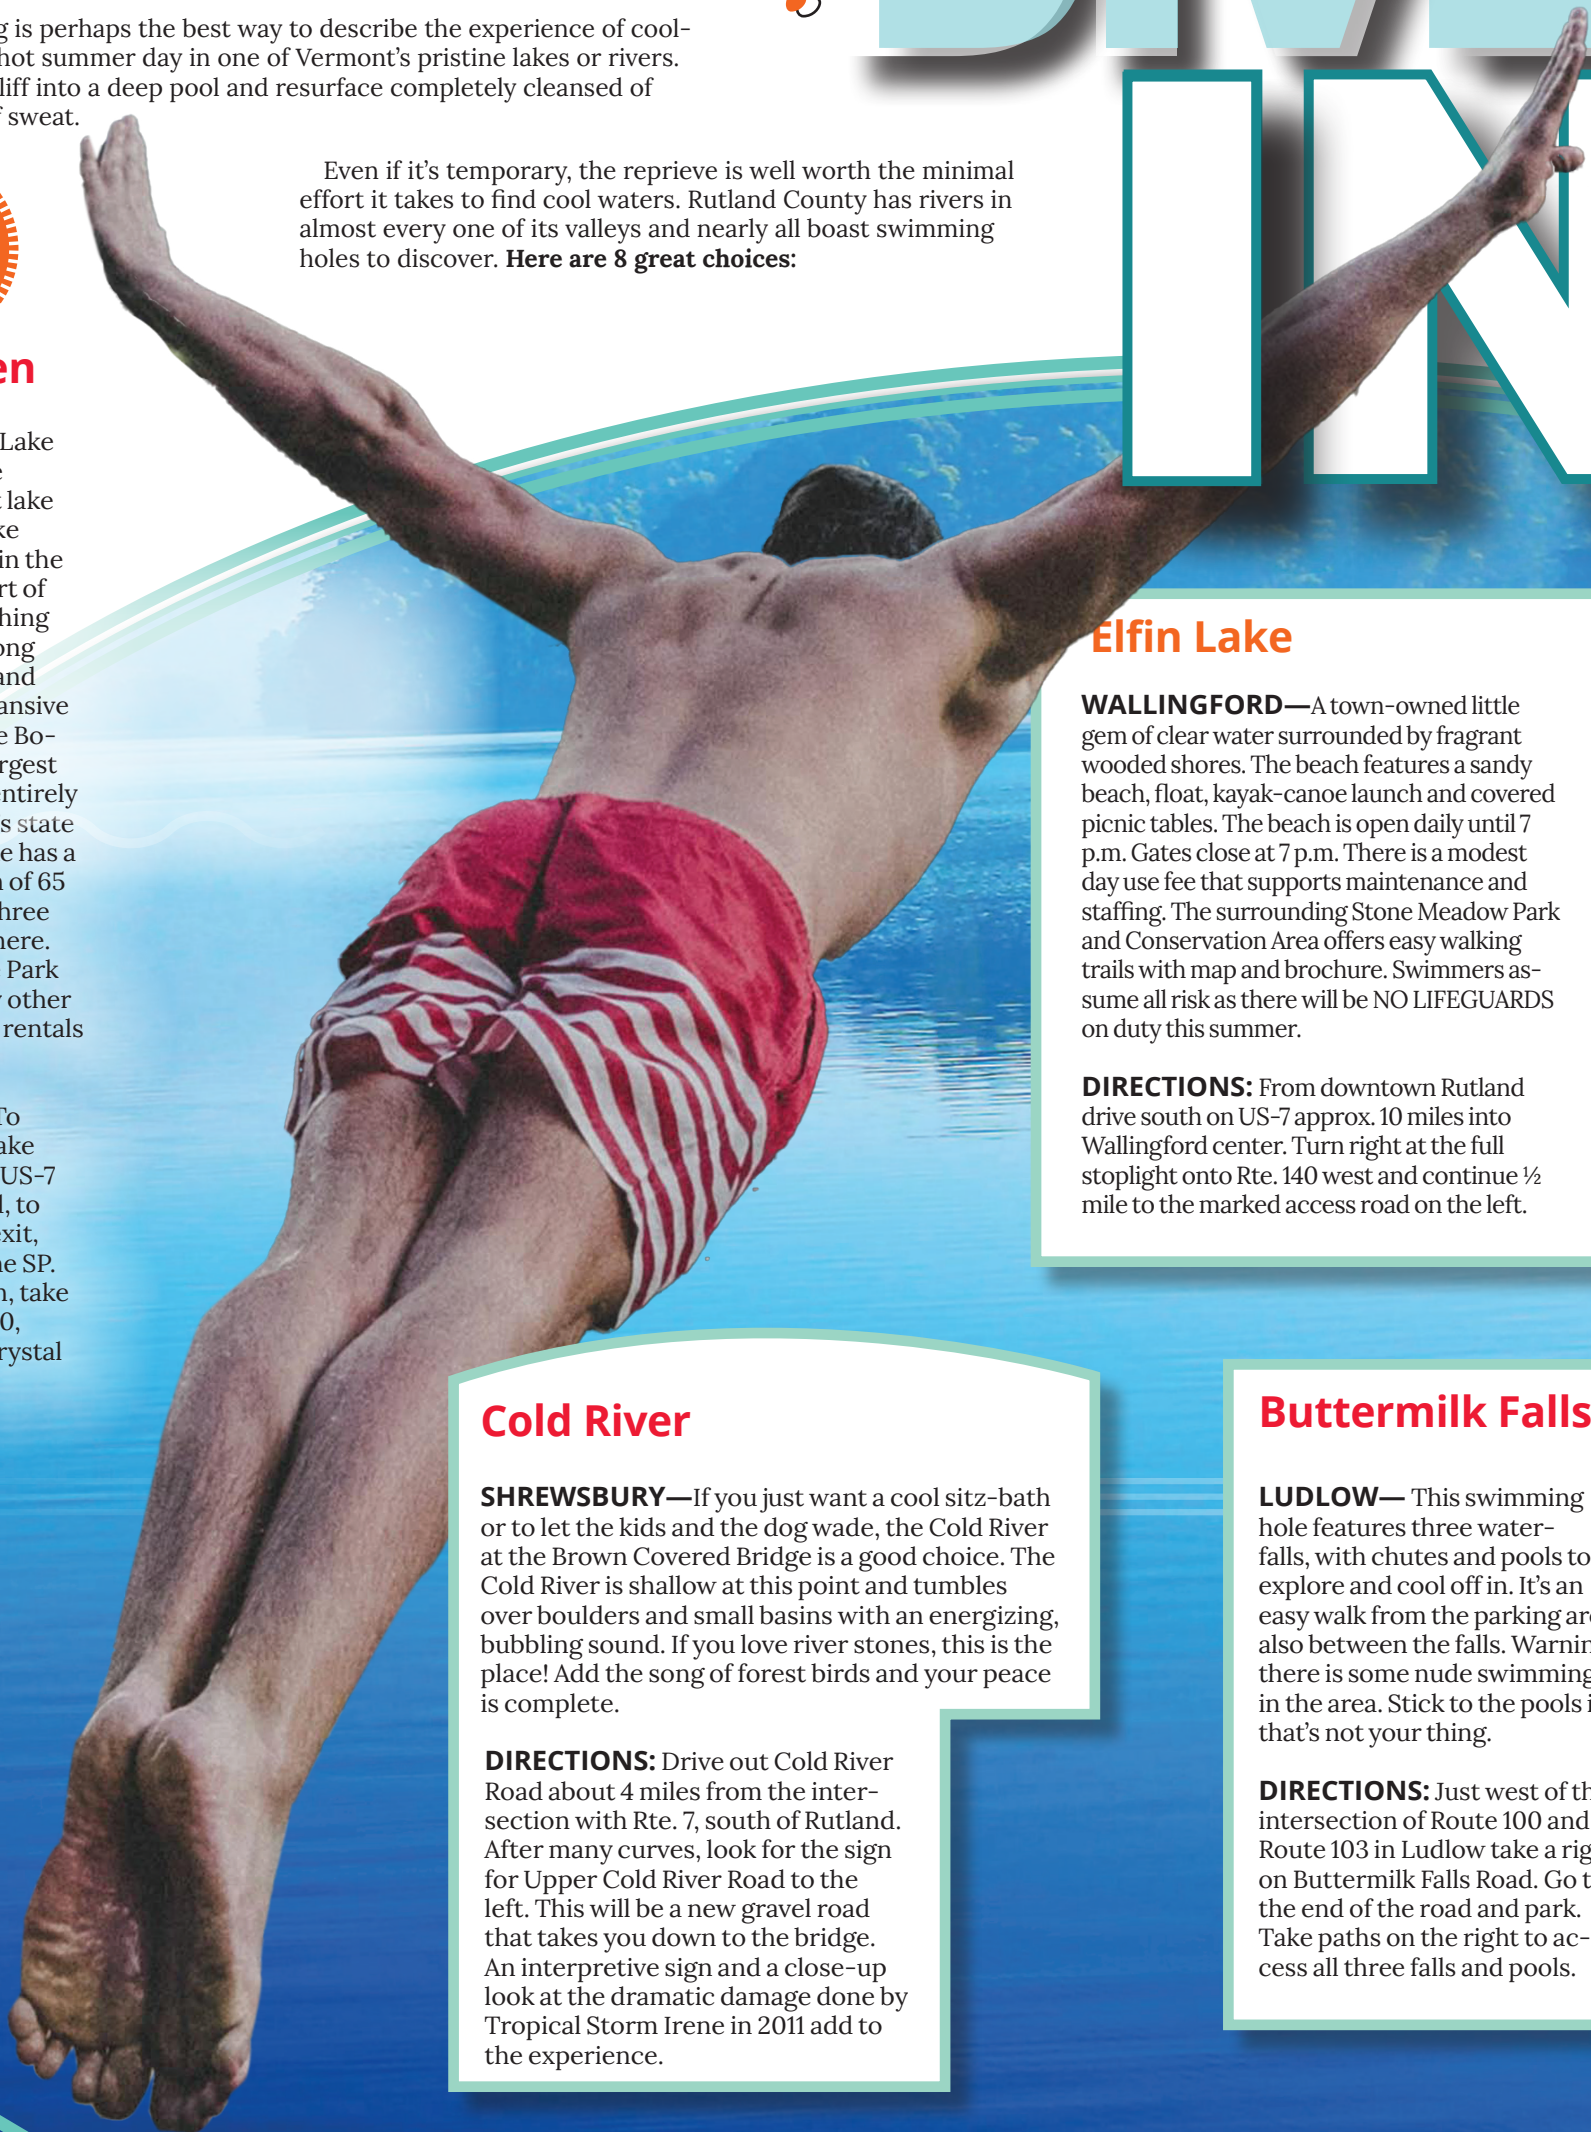 g is perhaps the best way to describe the experience of cool-
hot summer day in one of Vermont's pristine lakes or rivers.
liff into a deep pool and resurface completely cleansed of
f sweat.
Even if it's temporary, the reprieve is well worth the minimal
effort it takes to find cool waters. Rutland County has rivers in
almost every one of its valleys and nearly all boast swimming
holes to discover. Here are 8 great choices:
DIVE
IN
en
Lake
e
t lake
ke
in the
rt of
hing
ong
and
ansive
e Bo-
rgest
entirely
s state
e has a
n of 65
hree
here.
Park
other
rentals
To
ake
US-7
l, to
exit,
ne SP.
n, take
0,
rystal
Elfin Lake
WALLINGFORD—A town-owned little
gem of clear water surrounded by fragrant
wooded shores. The beach features a sandy
beach, float, kayak-canoe launch and covered
picnic tables. The beach is open daily until 7
p.m. Gates close at 7 p.m. There is a modest
day use fee that supports maintenance and
staffing. The surrounding Stone Meadow Park
and Conservation Area offers easy walking
trails with map and brochure. Swimmers as-
sume all risk as there will be NO LIFEGUARDS
on duty this summer.
DIRECTIONS: From downtown Rutland
drive south on US-7 approx. 10 miles into
Wallingford center. Turn right at the full
stoplight onto Rte. 140 west and continue ½
mile to the marked access road on the left.
Cold River
SHREWSBURY—If you just want a cool sitz-bath
or to let the kids and the dog wade, the Cold River
at the Brown Covered Bridge is a good choice. The
Cold River is shallow at this point and tumbles
over boulders and small basins with an energizing,
bubbling sound. If you love river stones, this is the
place! Add the song of forest birds and your peace
is complete.
DIRECTIONS: Drive out Cold River
Road about 4 miles from the inter-
section with Rte. 7, south of Rutland.
After many curves, look for the sign
for Upper Cold River Road to the
left. This will be a new gravel road
that takes you down to the bridge.
An interpretive sign and a close-up
look at the dramatic damage done by
Tropical Storm Irene in 2011 add to
the experience.
Buttermilk Falls
LUDLOW— This swimming
hole features three water-
falls, with chutes and pools to
explore and cool off in. It's an
easy walk from the parking are
also between the falls. Warnin
there is some nude swimming
in the area. Stick to the pools i
that's not your thing.
DIRECTIONS: Just west of th
intersection of Route 100 and
Route 103 in Ludlow take a rig
on Buttermilk Falls Road. Go t
the end of the road and park.
Take paths on the right to ac-
cess all three falls and pools.